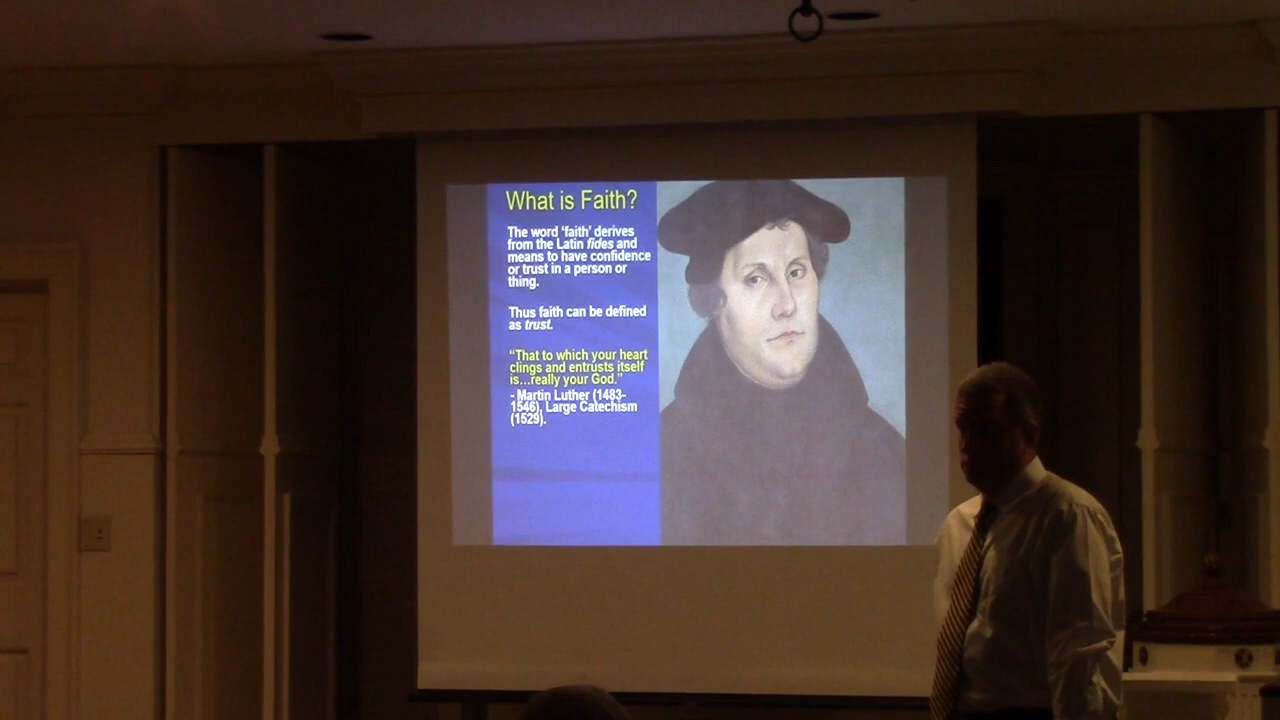 What is Faith?
The word ‘faith’ derives
from the Latin fides and
means to have confidence
or trust in a person or
thing.
Thus faith can be defined
as trust.
“That to which your heart
clings and entrusts itself
is...really your God.”
- Martin Luther (1483-
1546), Large Catechism
(1529).